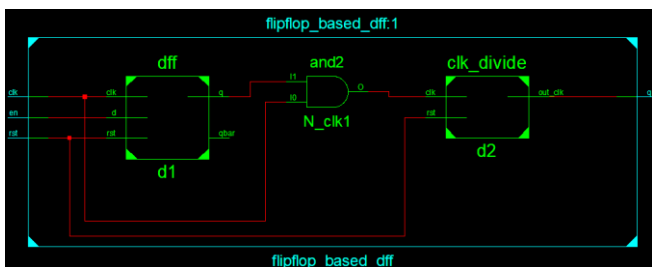 flipflop_based_dff:1
dff
and2
clk_divide
clk
clk
q
I1
O
clk
out_clk
q
en
d
I0
rst
rst
rst
qbar
N_clk1
d1
d2
flipflop_based_dff